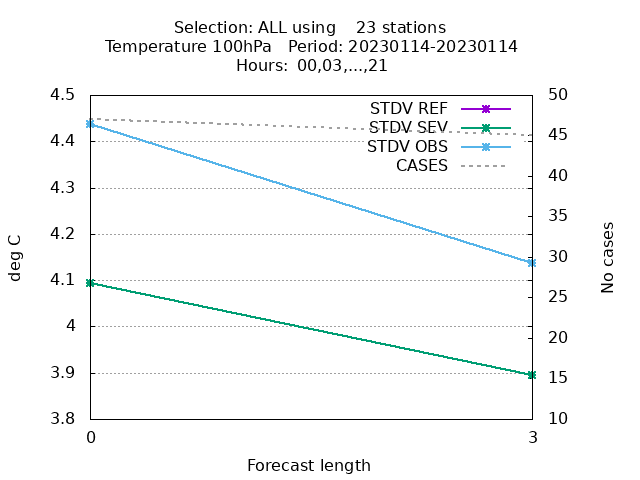 Selection: ALL using    23 stations
Temperature 100hPa   Period: 20230114-20230114
Hours:  00,03,...,21
4.5
4.4
4.3
4.2
4.1
4
3.9
3.8
deg C
STDV REF
STDV SEV
STDV OBS
CASES
50
45
40
35
30
25
20
15
10
No cases
0
3
Forecast length